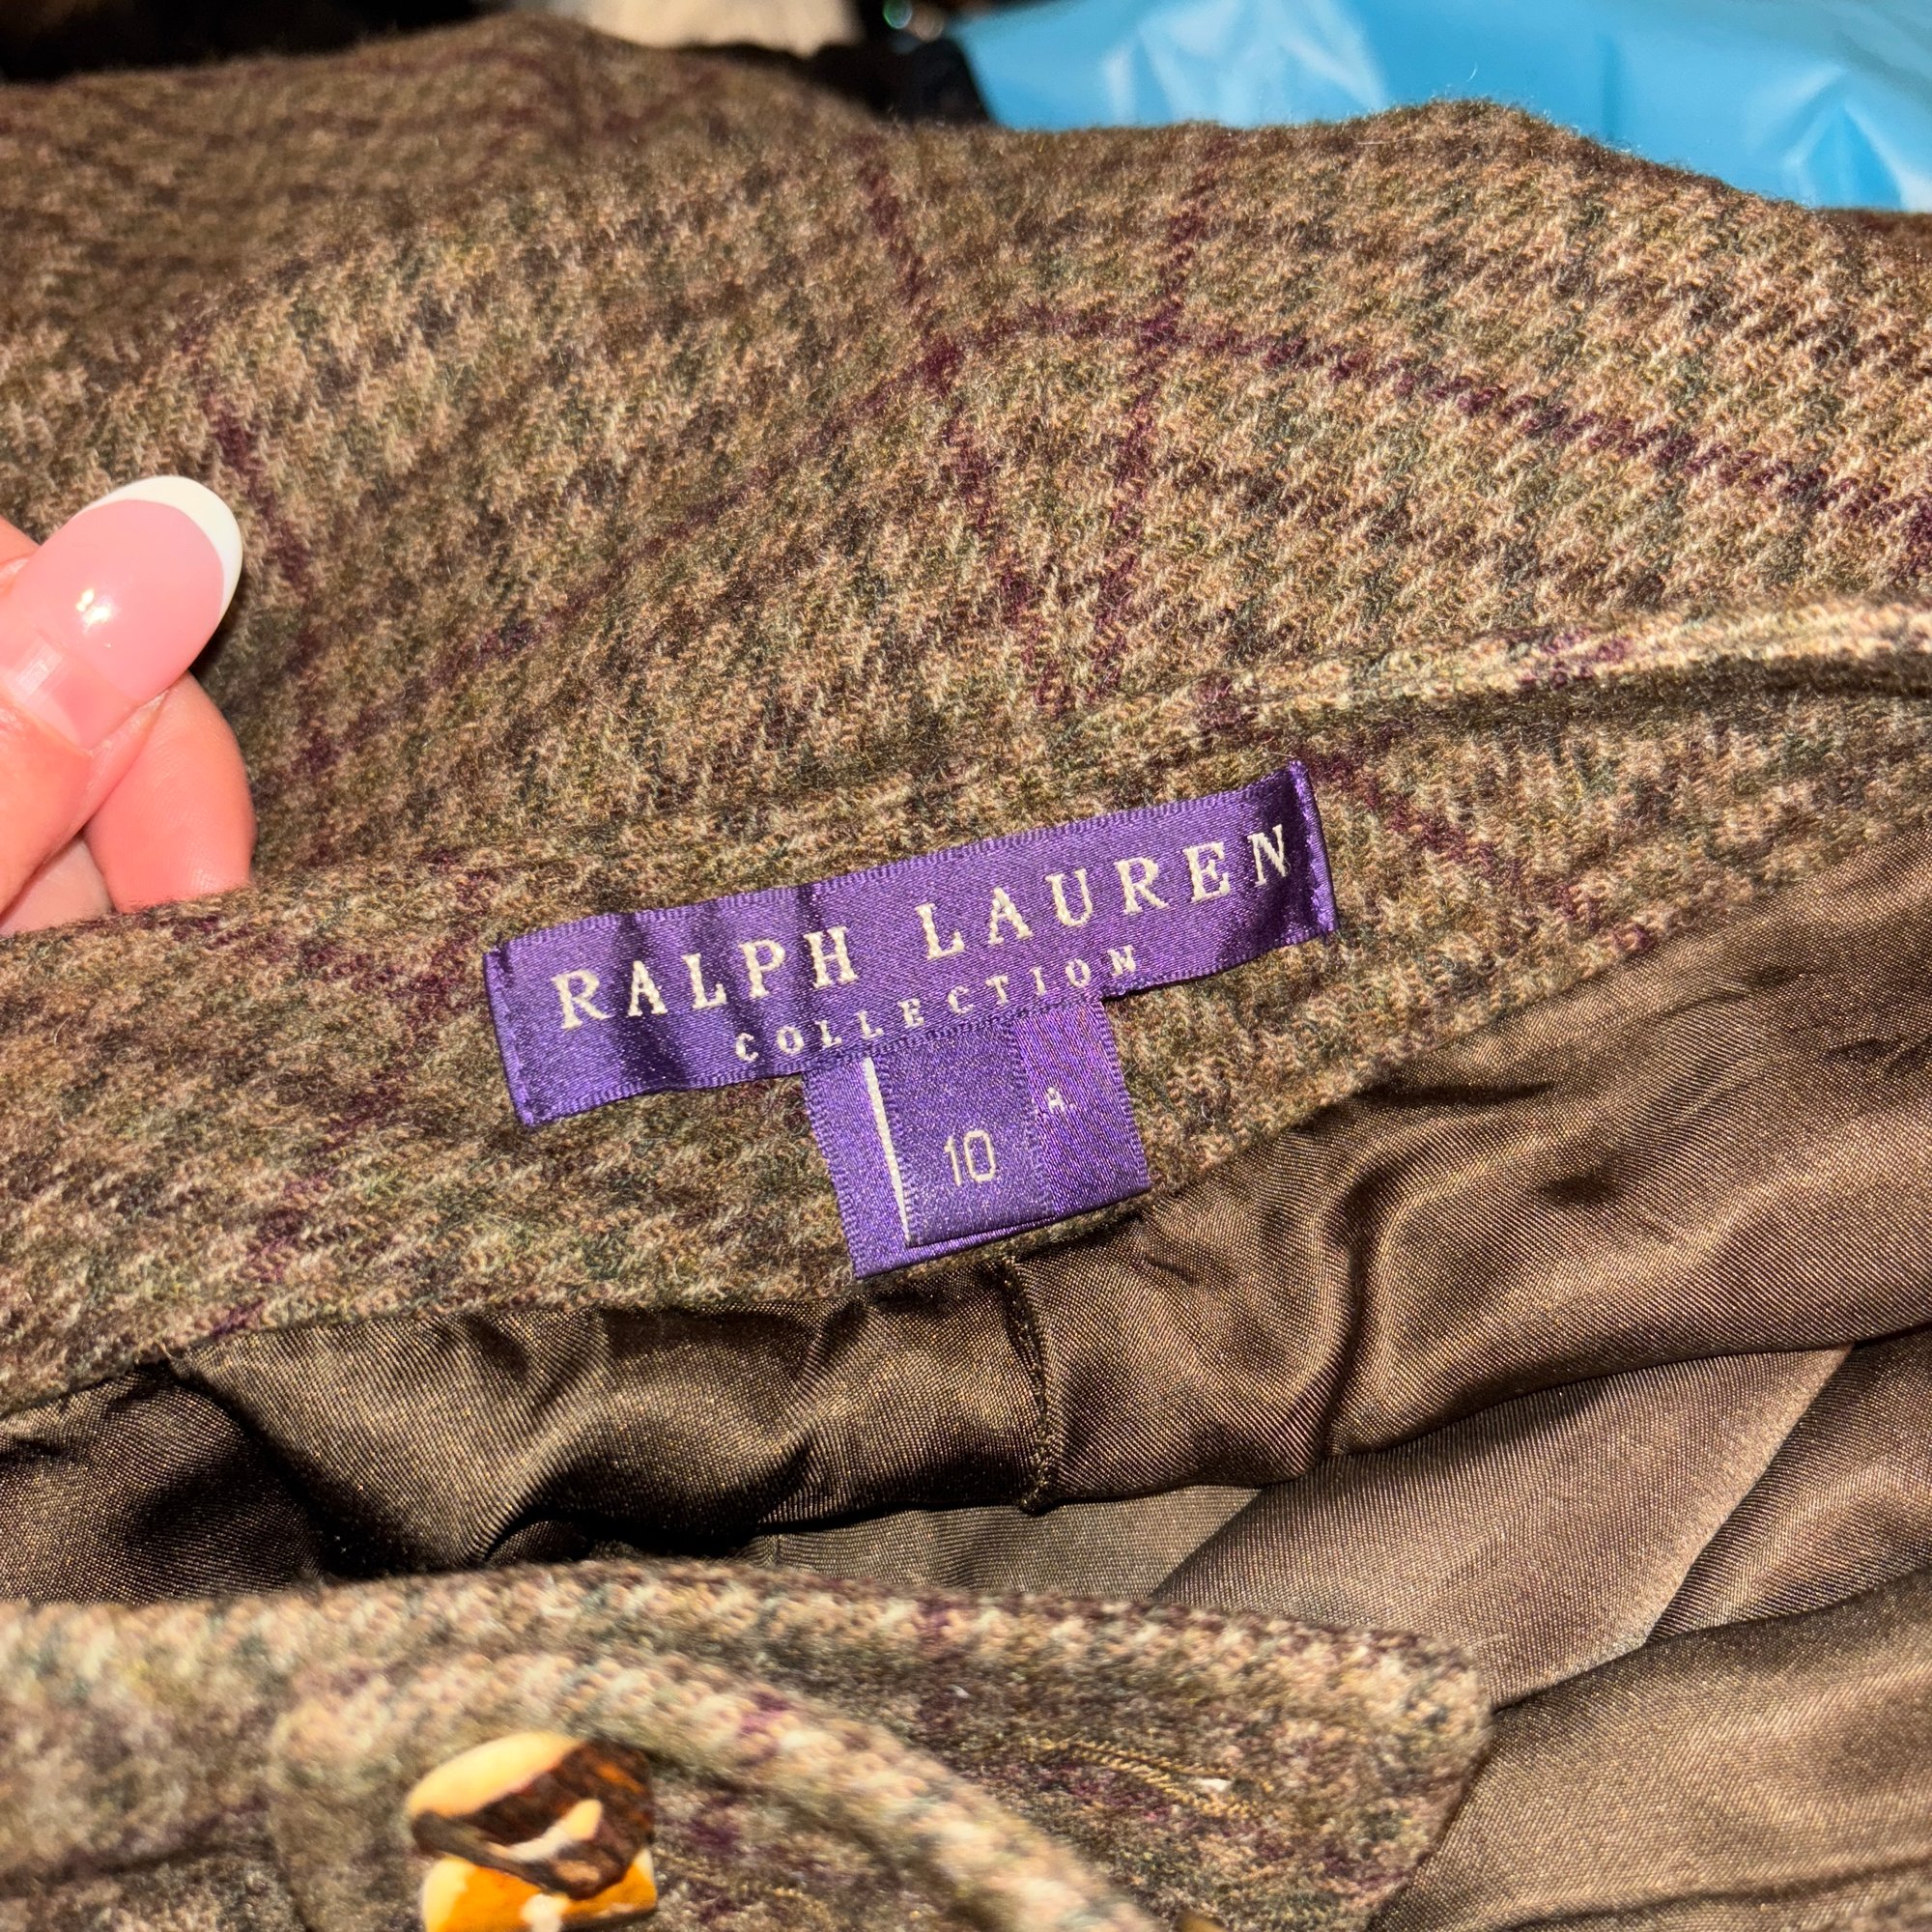 RALPH LAUREN
COLLECTION
10
A.